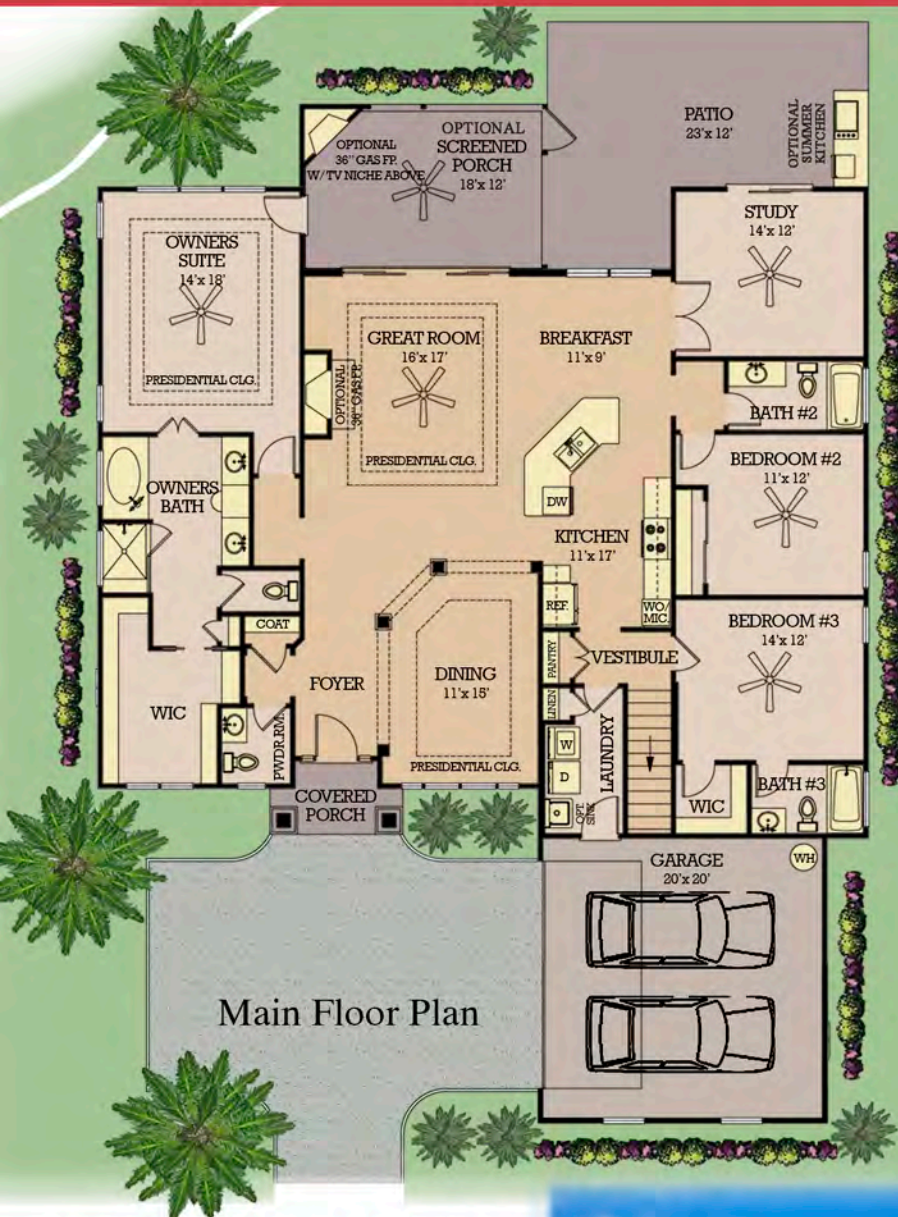 PATIO
23'x 12'
OPTIONAL
SUMMER
KITCHEN
OPTIONAL
SCREENED
PORCH
18'x 12'
OPTIONAL
36" GAS FP.
W/ TV NICHE ABOVE
STUDY
14'x 12'
OWNERS
SUITE
14'x 18'
PRESIDENTIAL CLG.
GREAT ROOM
16'x 17'
PRESIDENTIAL CLG.
OPTIONAL
36" GAS FP.
BREAKFAST
11'x 9'
BATH #2
BEDROOM #2
11'x 12'
OWNERS
BATH
DW
KITCHEN
11'x 17'
REF.
WO/
MIC.
COAT
BEDROOM #3
14'x 12'
PANTRY
VESTIBULE
FOYER
DINING
11'x 15'
PRESIDENTIAL CLG.
WIC
LINEN
PWDR.RM.
W
D
LAUNDRY
OPT.
SINK
WIC
BATH #3
COVERED
PORCH
GARAGE
20'x 20'
WH
Main Floor Plan